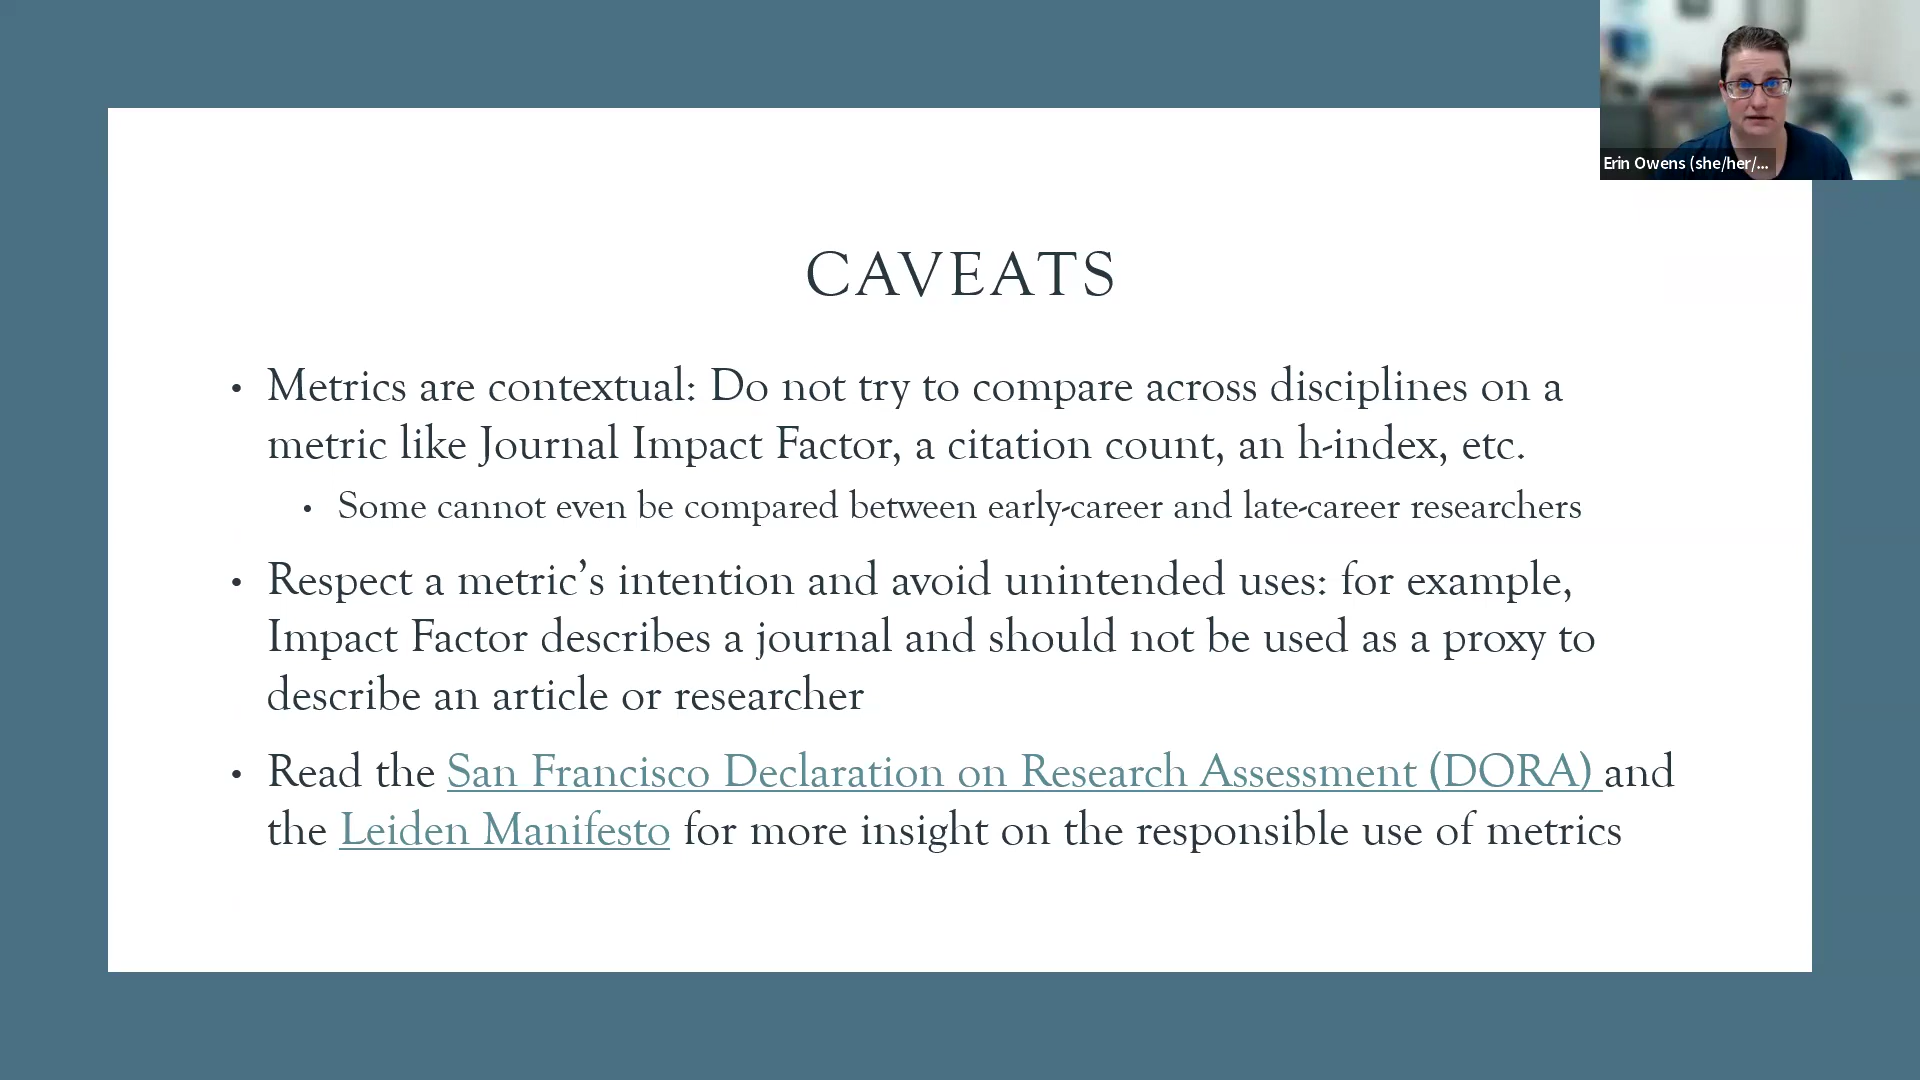 Erin Owens (she/her/...
CAVEATS
• Metrics are contextual: Do not try to compare across disciplines on a
metric like Journal Impact Factor, a citation count, an h-index, etc.
• Some cannot even be compared between early-career and late-career researchers
• Respect a metric’s intention and avoid unintended uses: for example,
Impact Factor describes a journal and should not be used as a proxy to
describe an article or researcher
• Read the San Francisco Declaration on Research Assessment (DORA) and
the Leiden Manifesto for more insight on the responsible use of metrics